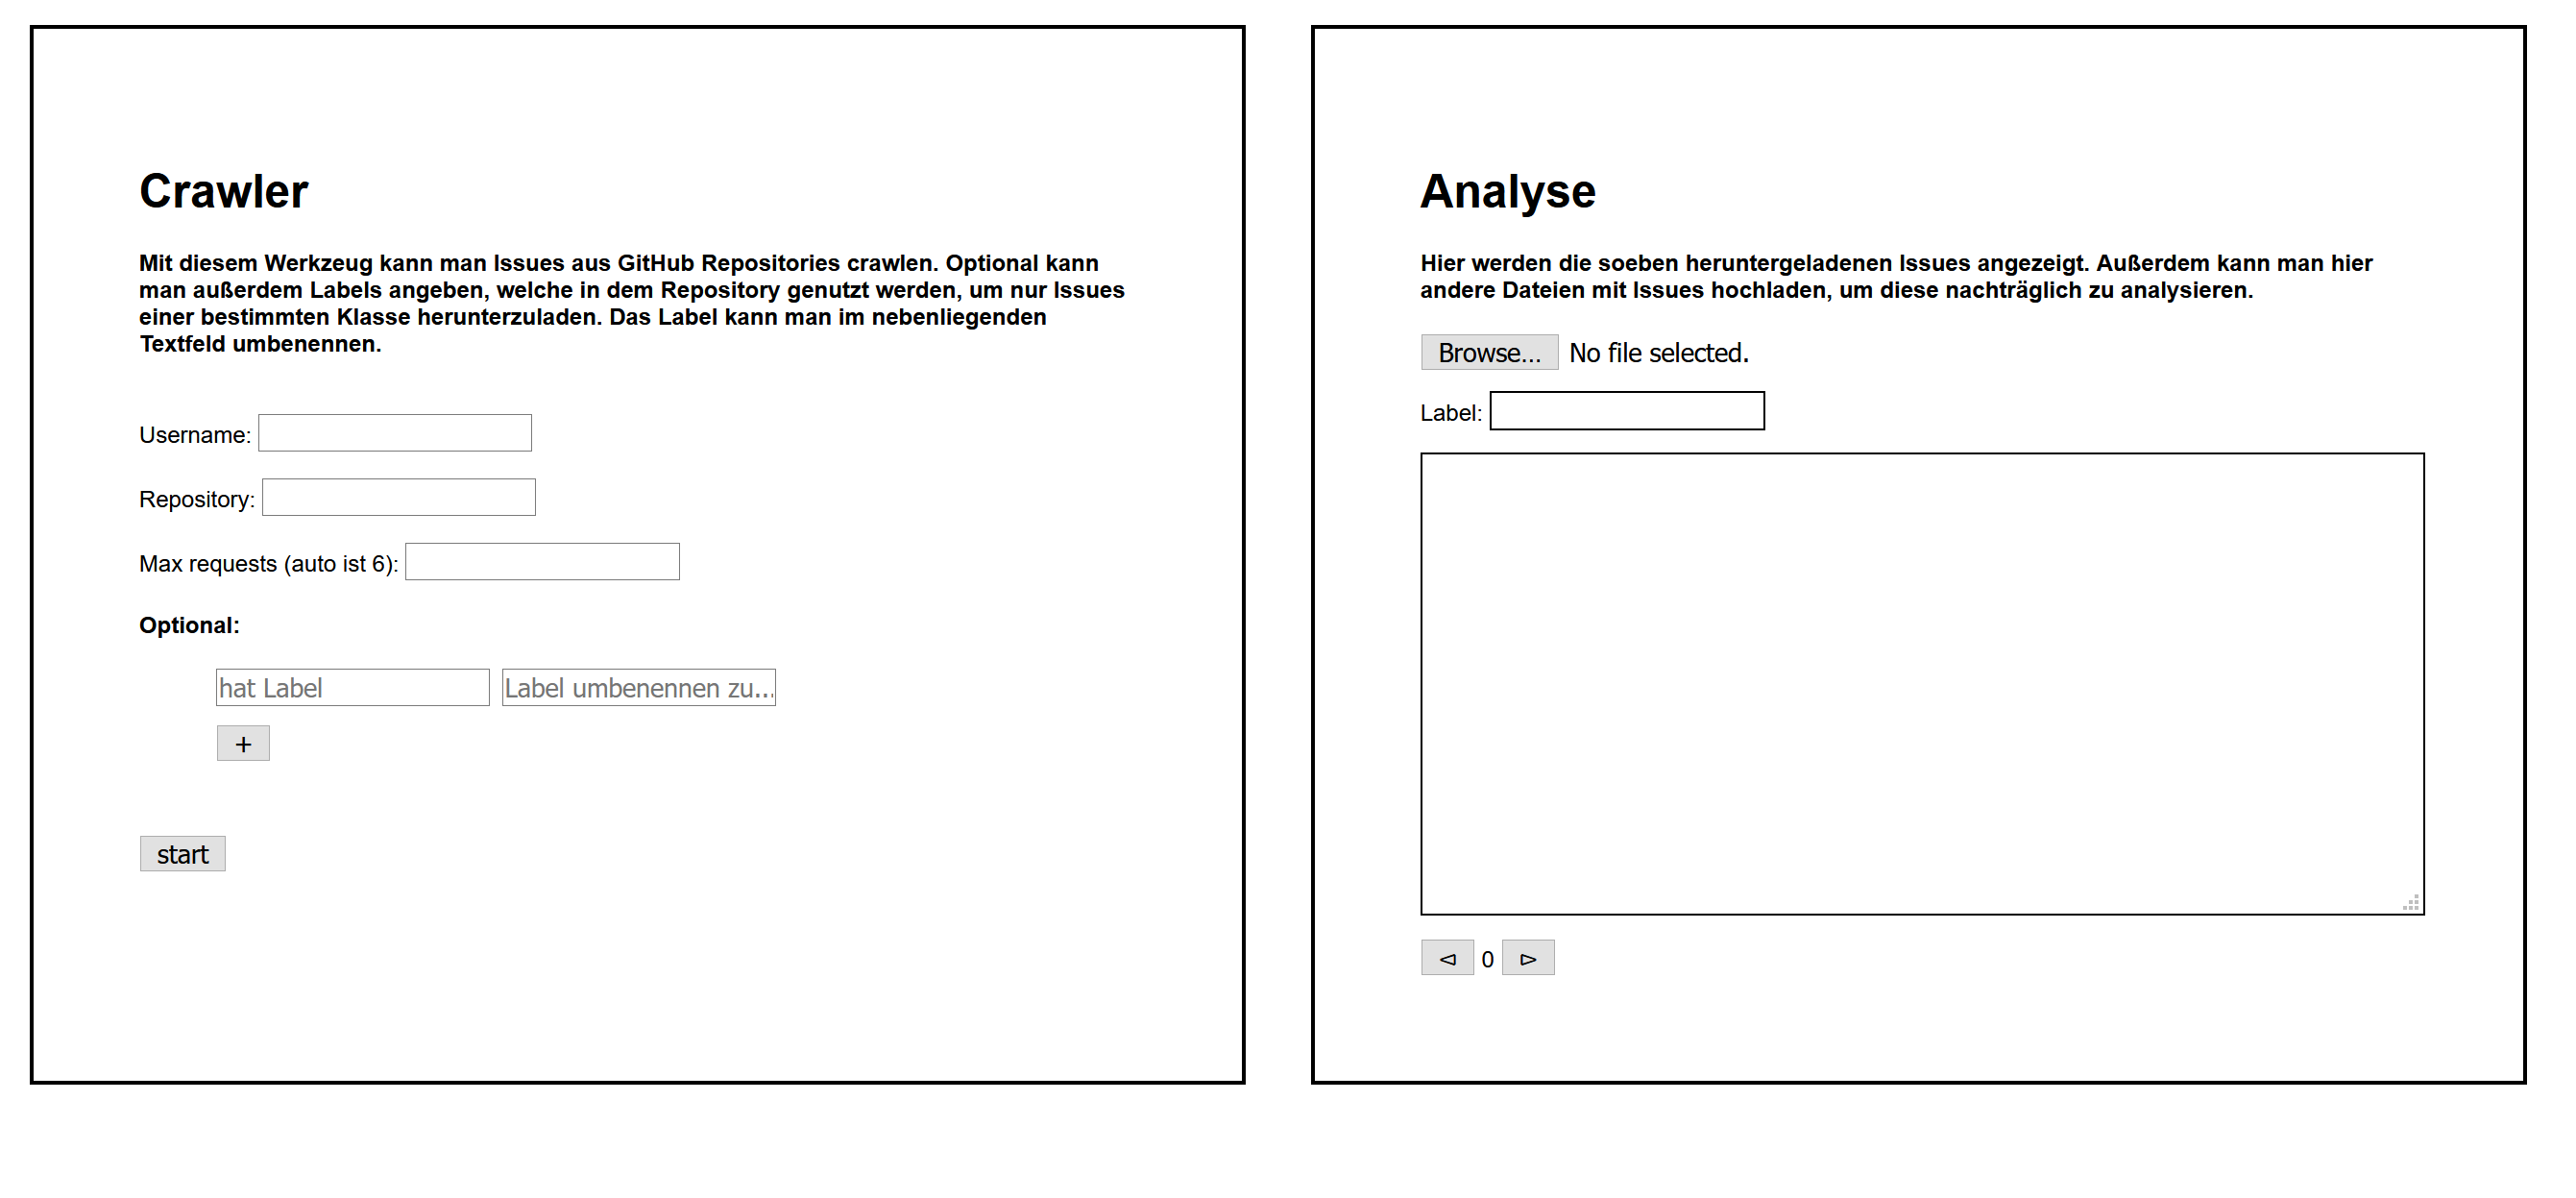 Crawler
Mit diesem Werkzeug kann man Issues aus GitHub Repositories crawlen. Optional kann
man außerdem Labels angeben, welche in dem Repository genutzt werden, um nur Issues
einer bestimmten Klasse herunterzuladen. Das Label kann man im nebenliegenden
Textfeld umbenennen.
Username:
Repository:
Max requests (auto ist 6):
Optional:
hat Label Label umbenennen zu...
+
start
Analyse
Hier werden die soeben heruntergeladenen Issues angezeigt. Außerdem kann man hier
andere Dateien mit Issues hochladen, um diese nachträglich zu analysieren.
Browse... No file selected.
Label:
⊲ 0 ⊳